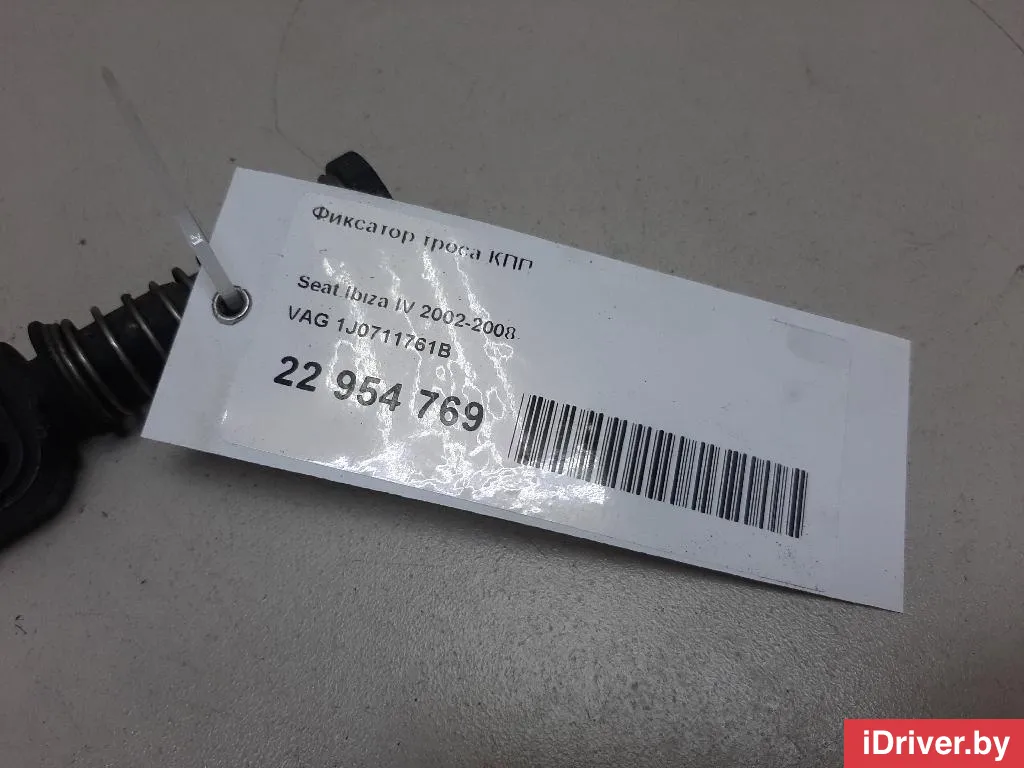 Фиксатор троса КПП
Seat Ibiza IV 2002-2008
VAG 1J0711761B
22 954 769
iDriver.by